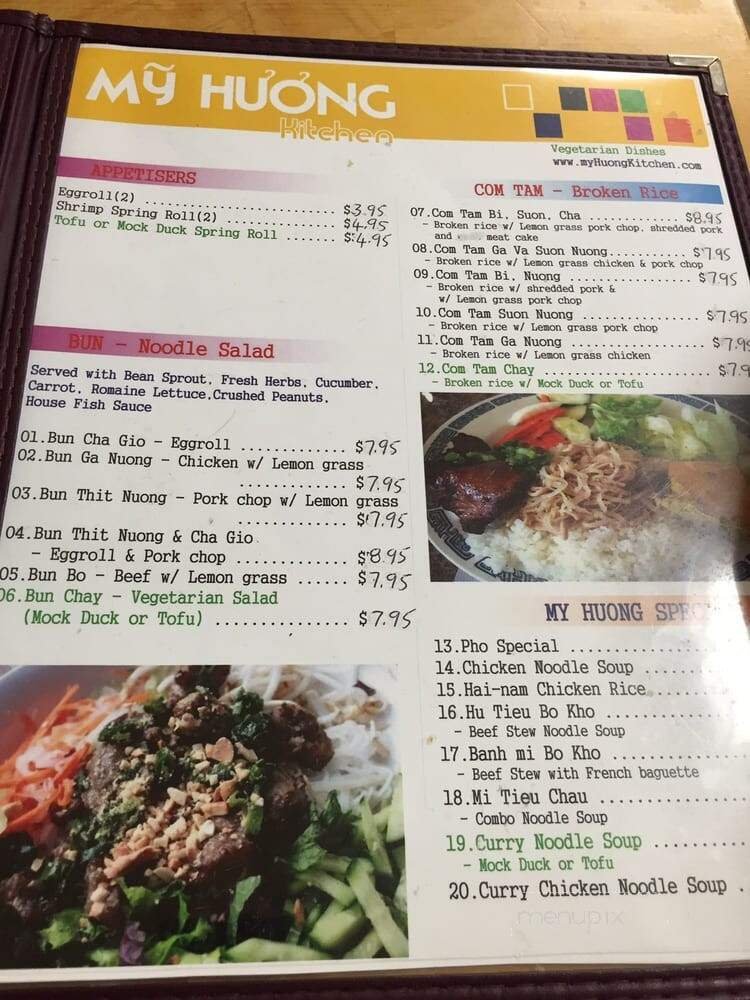 MỸ HƯƠNG
Kitchen
Vegetarian Dishes
www.myHuongKitchen.com
APPETISERS
Eggroll(2) ........................ $3.95
Shrimp Spring Roll(2) ............. $4.95
Tofu or Mock Duck Spring Roll ....... $4.95
BUN - Noodle Salad
Served with Bean Sprout, Fresh Herbs, Cucumber,
Carrot, Romaine Lettuce,Crushed Peanuts,
House Fish Sauce
01.Bun Cha Gio - Eggroll ............ $7.95
02.Bun Ga Nuong - Chicken w/ Lemon grass
............ $7.95
03.Bun Thit Nuong - Pork chop w/ Lemon grass
............ $7.95
04.Bun Thit Nuong & Cha Gio
- Eggroll & Pork chop ............ $8.95
05.Bun Bo - Beef w/ Lemon grass ...... $7.95
06.Bun Chay - Vegetarian Salad
(Mock Duck or Tofu) ............... $7.95
COM TAM - Broken Rice
07.Com Tam Bi, Suon, Cha ............ $8.95
- Broken rice w/ Lemon grass pork chop, shredded pork
and meat cake
08.Com Tam Ga Va Suon Nuong.......... $7.95
- Broken rice w/ Lemon grass chicken & pork chop
09.Com Tam Bi, Nuong ............... $7.95
- Broken rice w/ shredded pork &
w/ Lemon grass pork chop
10.Com Tam Suon Nuong ............... $7.95
- Broken rice w/ Lemon grass pork chop
11.Com Tam Ga Nuong ................ $7.95
- Broken rice w/ Lemon grass chicken
12.Com Tam Chay .................... $7.9
- Broken rice w/ Mock Duck or Tofu
MY HUONG
13.Pho Special ....................
14.Chicken Noodle Soup ..........
15.Hai-nam Chicken Rice ..........
16.Hu Tieu Bo Kho ................
- Beef Stew Noodle Soup
17.Banh mi Bo Kho ................
- Beef Stew with French baguette
18.Mi Tieu Chau ..................
- Combo Noodle Soup
19.Curry Noodle Soup ............
- Mock Duck or Tofu
20.Curry Chicken Noodle Soup .
menupix